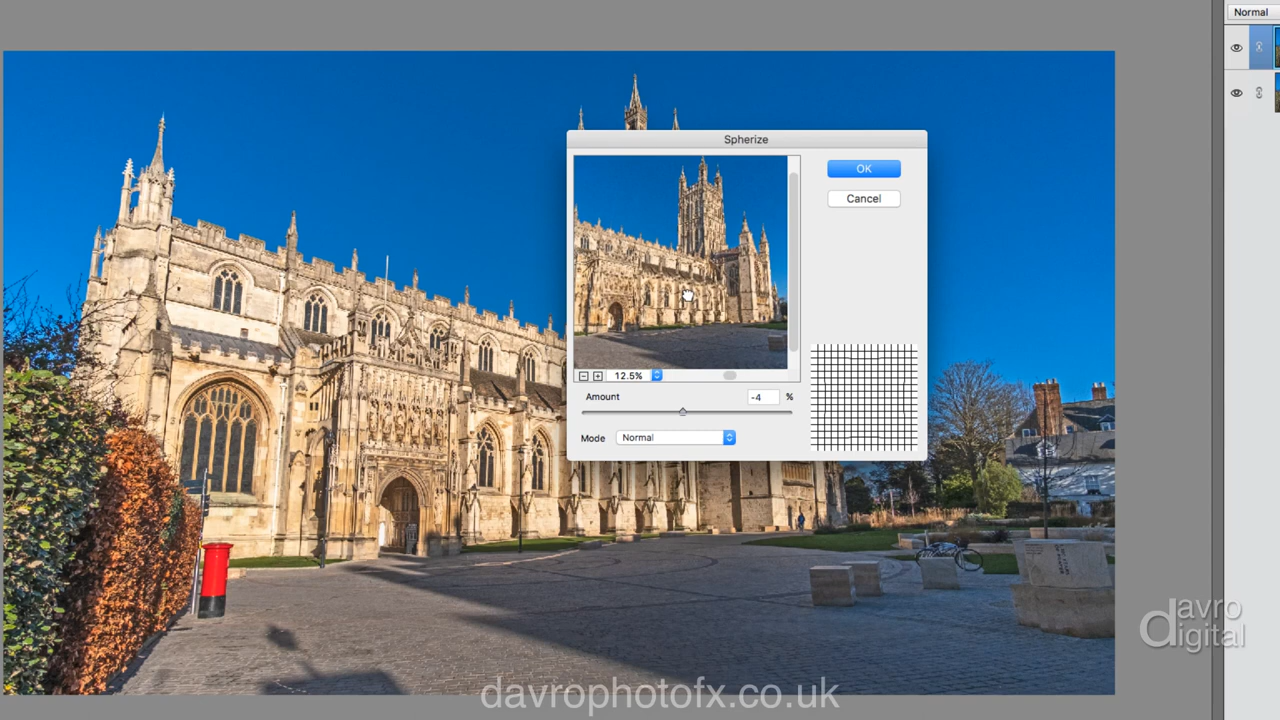 Normal
Spherize
OK
Cancel
12.5%
Amount
-4 %
Mode Normal
davro
digital
davrophotofx.co.uk